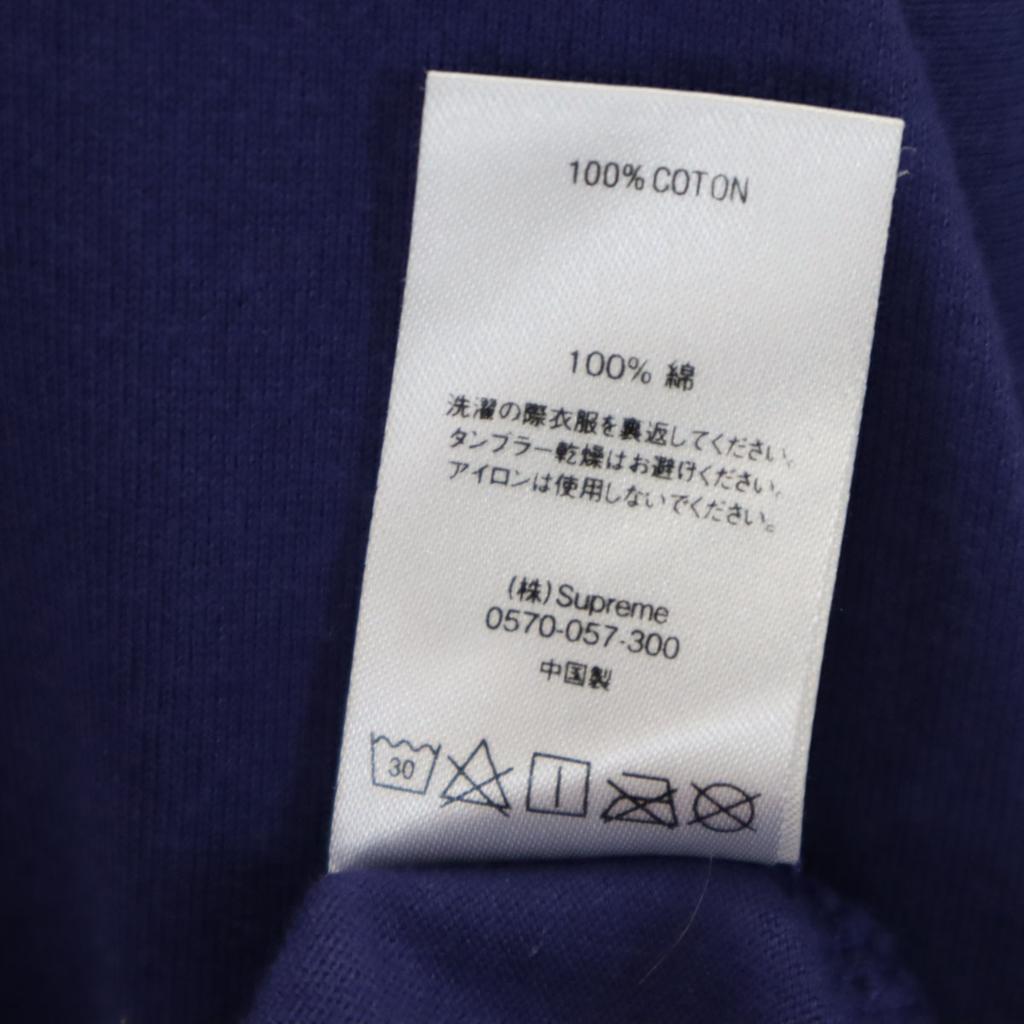 100% COTON
100% 綿
洗濯の際衣服を裏返してください。
タンブラー乾燥はお避けください。
アイロンは使用しないでください。
(株)Supreme
0570-057-300
中国製
30